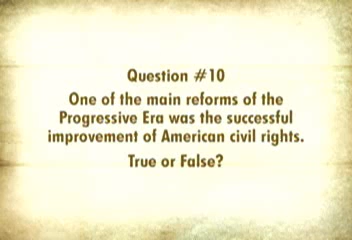 Question #10
One of the main reforms of the
Progressive Era was the successful
improvement of American civil rights.
True or False?